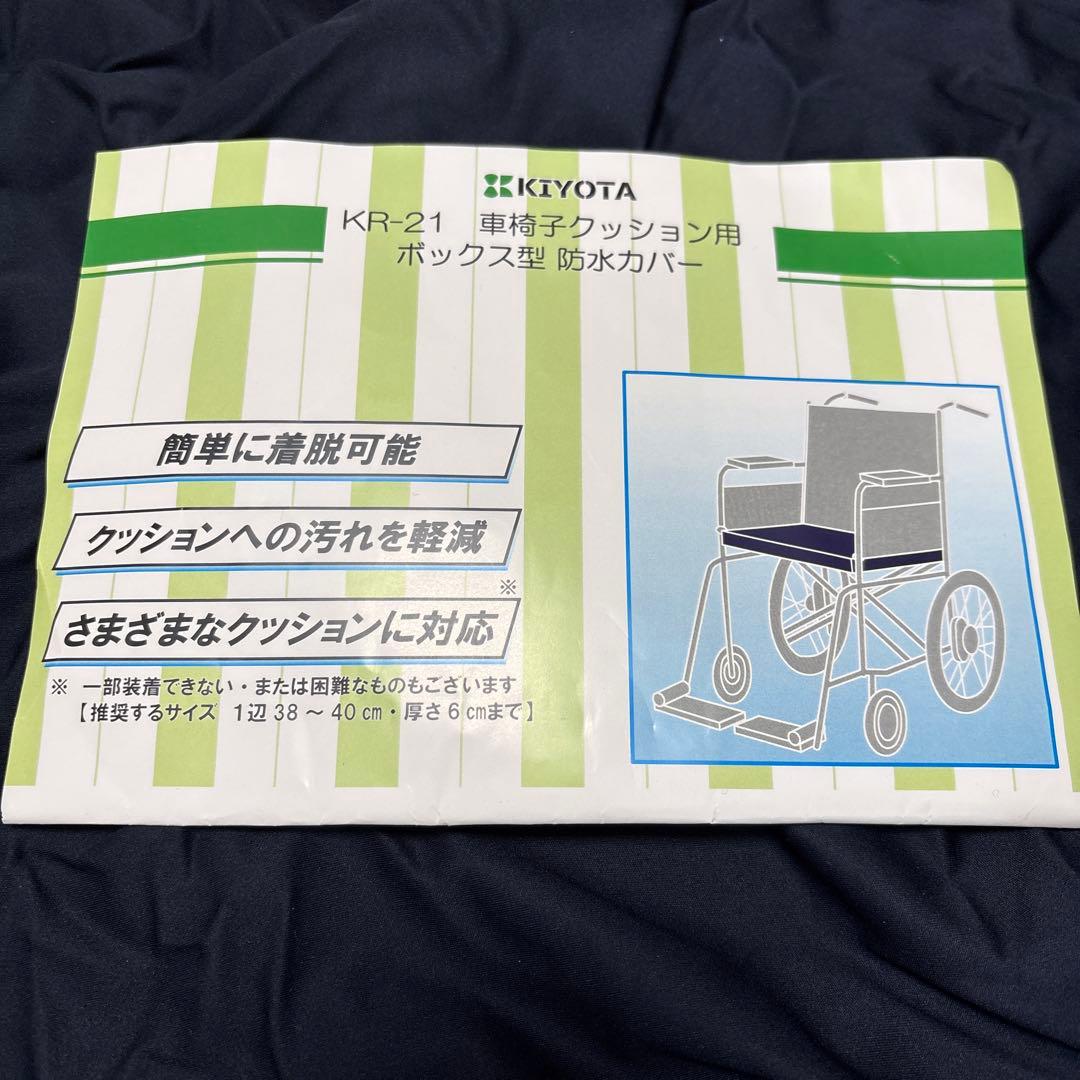 KIYOTA
KR-21 車椅子クッション用
ボックス型 防水カバー
簡単に着脱可能
クッションへの汚れを軽減
※
さまざまなクッションに対応
※ 一部装着できない・または困難なものもございます
【推奨するサイズ 1辺38～40㎝・厚さ6㎝まで】